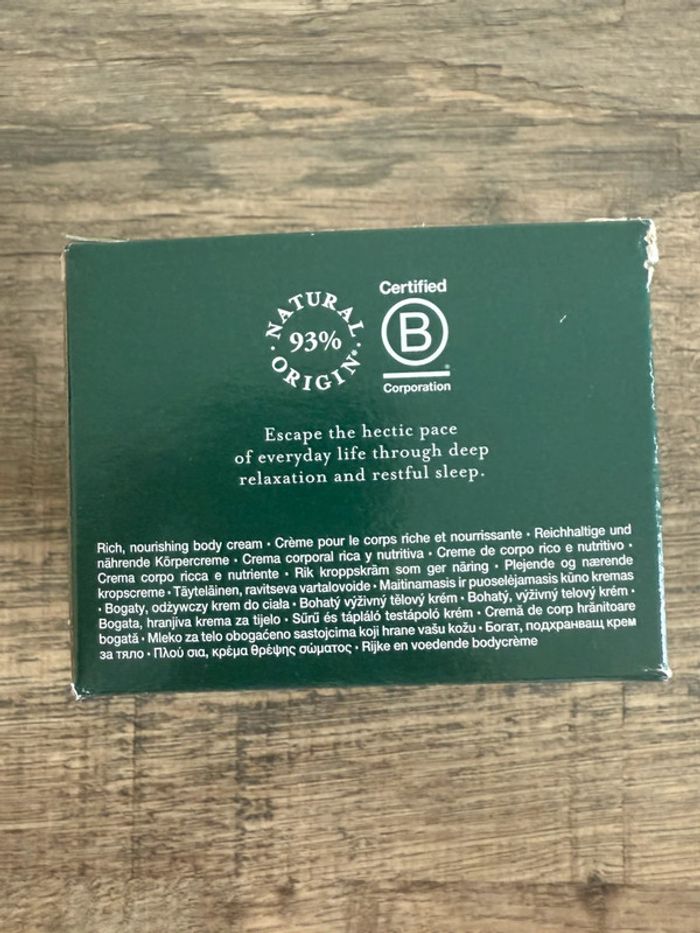 NATURAL
93%
ORIGIN®
Certified
B
®
Corporation
Escape the hectic pace
of everyday life through deep
relaxation and restful sleep.
Rich, nourishing body cream • Crème pour le corps riche et nourrissante • Reichhaltige und
nährende Körpercreme • Crema corporal rica y nutritiva • Creme de corpo rico e nutritivo •
Crema corpo ricca e nutriente • Rik kroppskräm som ger näring • Plejende og nærende
kropscreme • Täyteläinen, ravitseva vartalovoide • Maitinamasis ir puoselėjamasis kūno kremas
• Bogaty, odżywczy krem do ciała • Bohatý výživný tělový krém • Bohatý, výživný telový krém •
Bogata, hranjiva krema za tijelo • Sűrű és tápláló testápoló krém • Cremă de corp hrănitoare
bogată • Mleko za telo obogaćeno sastojcima koji hrane vašu kožu • Богат, подхранващ крем
за тяло • Πλού σια, κρέμα θρέψης σώματος • Rijke en voedende bodycrème